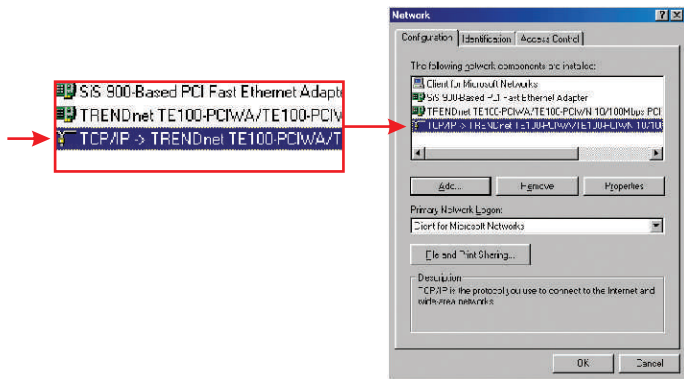 SiS 900-Based PCI Fast Ethernet Adapte
TRENDnet TE100-PCIWA/TE100-PCIW
TCP/IP -> TRENDnet TE100-PCIWA/T
Network
Configuration Identification Access Control
The following network components are installed:
Client for Microsoft Networks
SiS 900-Based PCI Fast Ethernet Adapter
TRENDnet TE100-PCIWA/TE100-PCIWN 10/100Mbps PCI
TCP/IP -> TRENDnet TE100-PCIWA/TE100-PCIWN 10/100
Add... Remove Properties
Primary Network Logon:
Client for Microsoft Networks
File and Print Sharing...
Description
TCP/IP is the protocol you use to connect to the Internet and
wide-area networks
OK Cancel